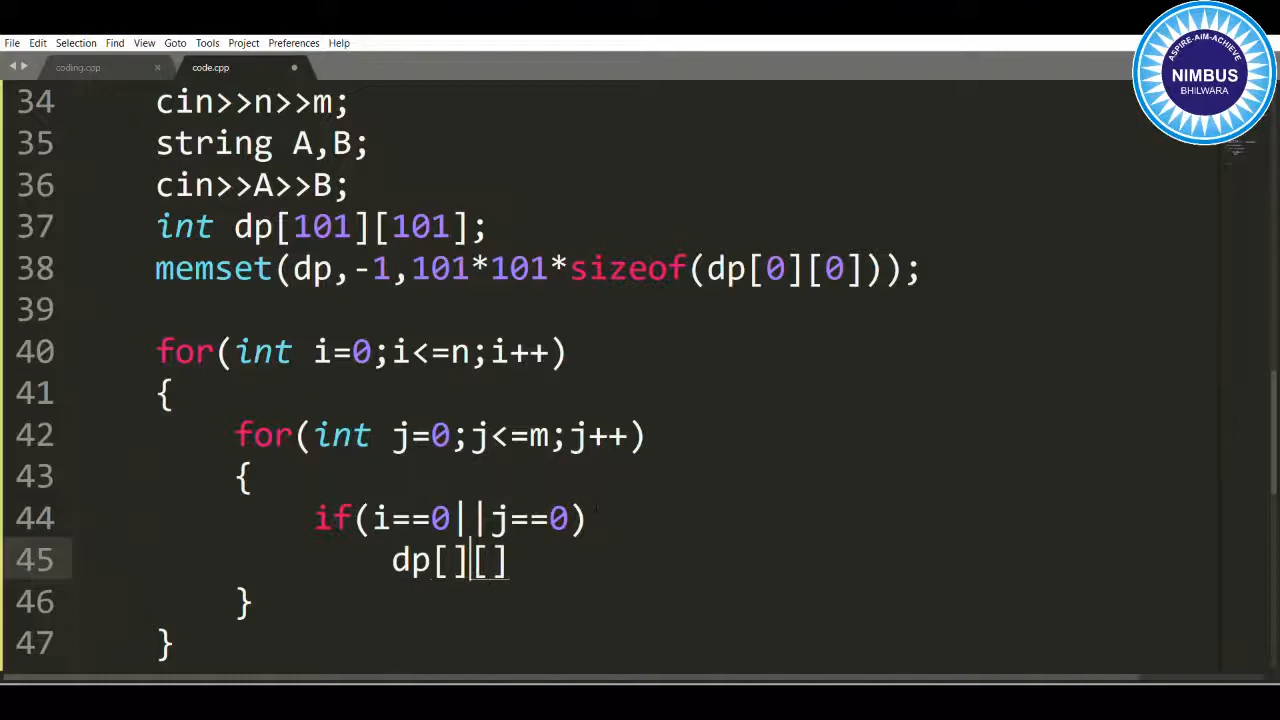 File Edit Selection Find View Goto Tools Project Preferences Help
coding.cpp × code.cpp
ASPIRE-AIM-ACHIEVE
NIMBUS
BHILWARA
34 cin>>n>>m;
35 string A,B;
36 cin>>A>>B;
37 int dp[101][101];
38 memset(dp,-1,101*101*sizeof(dp[0][0]));
39
40 for(int i=0;i<=n;i++)
41 {
42 for(int j=0;j<=m;j++)
43 {
44 if(i==0||j==0)
45 dp[][]
46 }
47 }